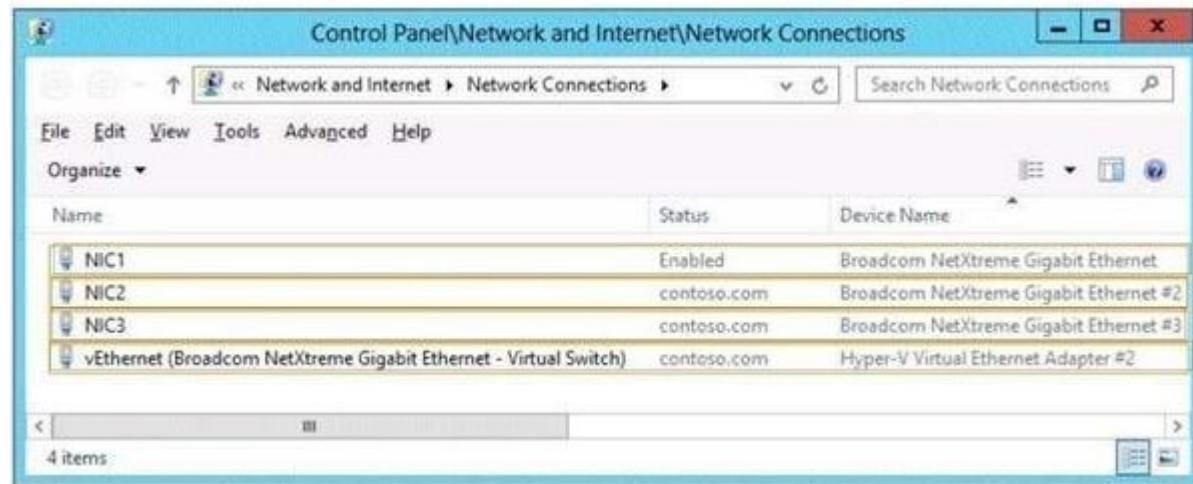 Control Panel\Network and Internet\Network Connections
« Network and Internet Network Connections Search Network Connections
File Edit View Tools Advanced Help
Organize
Name Status Device Name
NIC1 Enabled Broadcom NetXtreme Gigabit Ethernet
NIC2 contoso.com Broadcom NetXtreme Gigabit Ethernet #2
NIC3 contoso.com Broadcom NetXtreme Gigabit Ethernet #3
vEthernet (Broadcom NetXtreme Gigabit Ethernet - Virtual Switch) contoso.com Hyper-V Virtual Ethernet Adapter #2
4 items